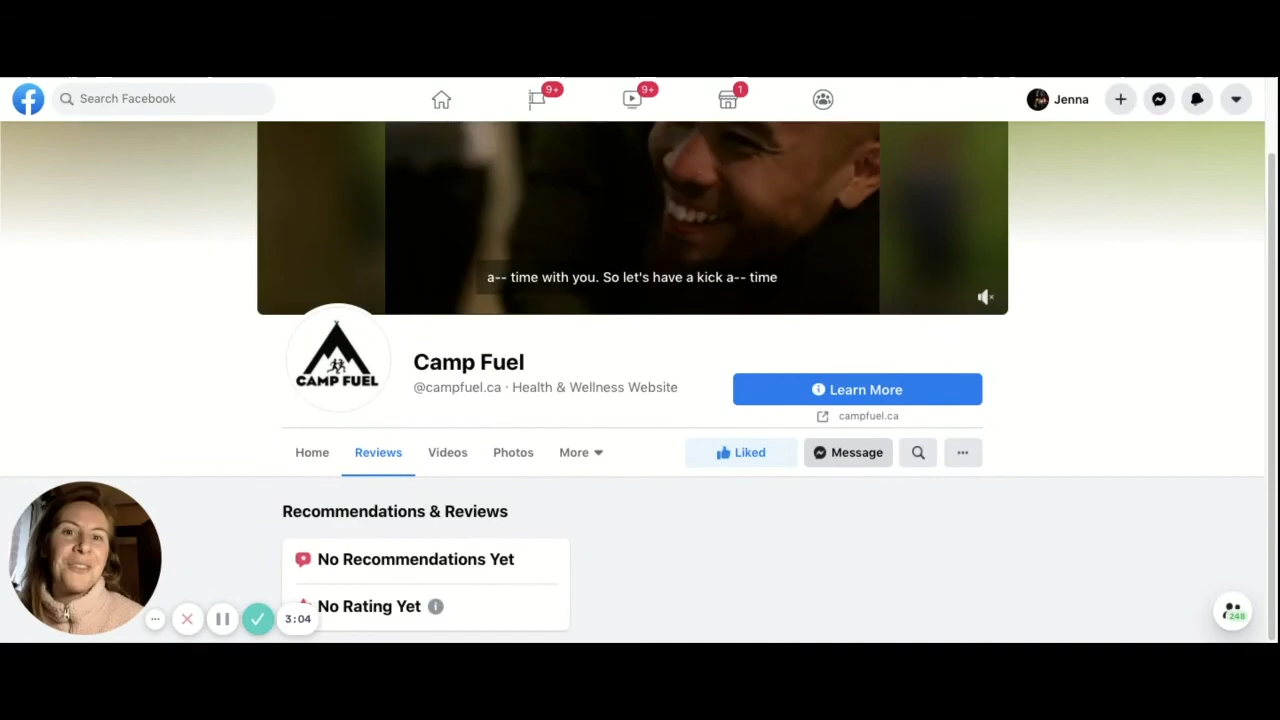 Search Facebook
9+
9+
1
Jenna
a-- time with you. So let's have a kick a-- time
CAMP FUEL
Camp Fuel
@campfuel.ca · Health & Wellness Website
Learn More
campfuel.ca
Home
Reviews
Videos
Photos
More
Liked
Message
Recommendations & Reviews
No Recommendations Yet
No Rating Yet
3:04
248